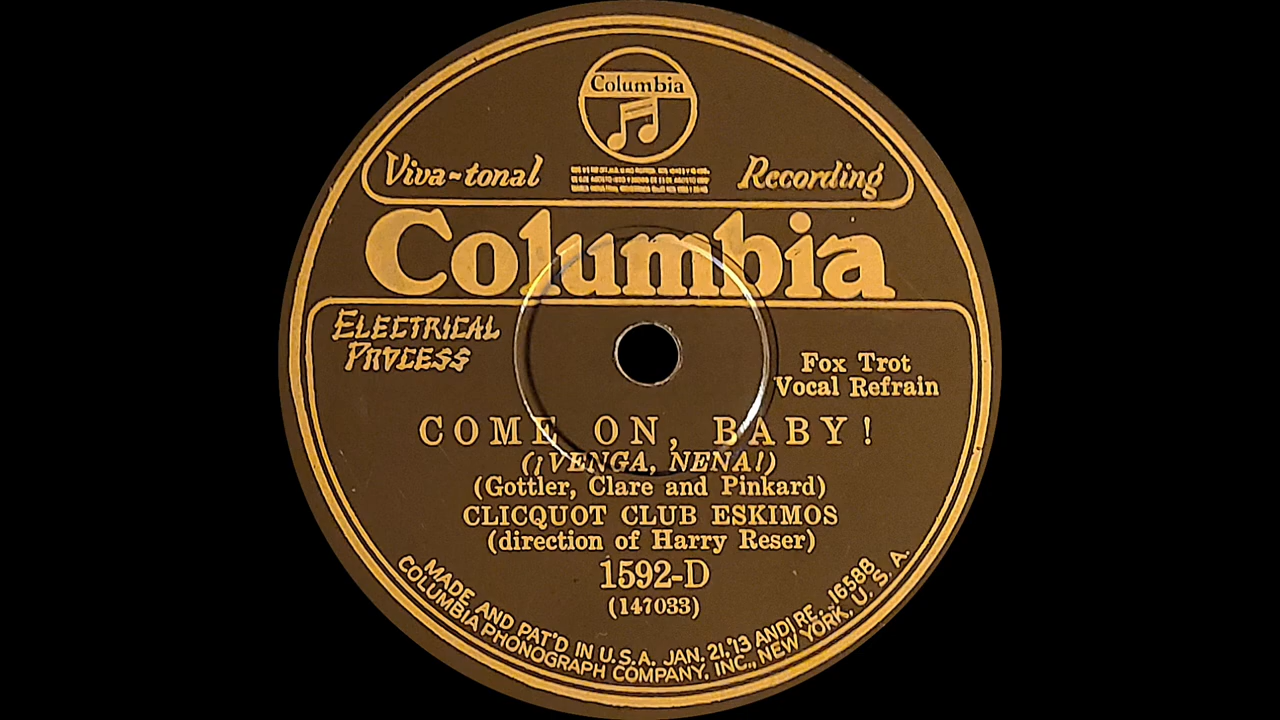 Columbia
Viva-tonal Recording
Columbia
ELECTRICAL
PROCESS
Fox Trot
Vocal Refrain
COME ON, BABY!
(¡VENGA, NENA!)
(Gottler, Clare and Pinkard)
CLICQUOT CLUB ESKIMOS
(direction of Harry Reser)
1592-D
(147033)
MADE AND PAT'D IN U.S.A. JAN. 21,'13 AND RE. 16588
COLUMBIA PHONOGRAPH COMPANY, INC., NEW YORK, U. S. A.